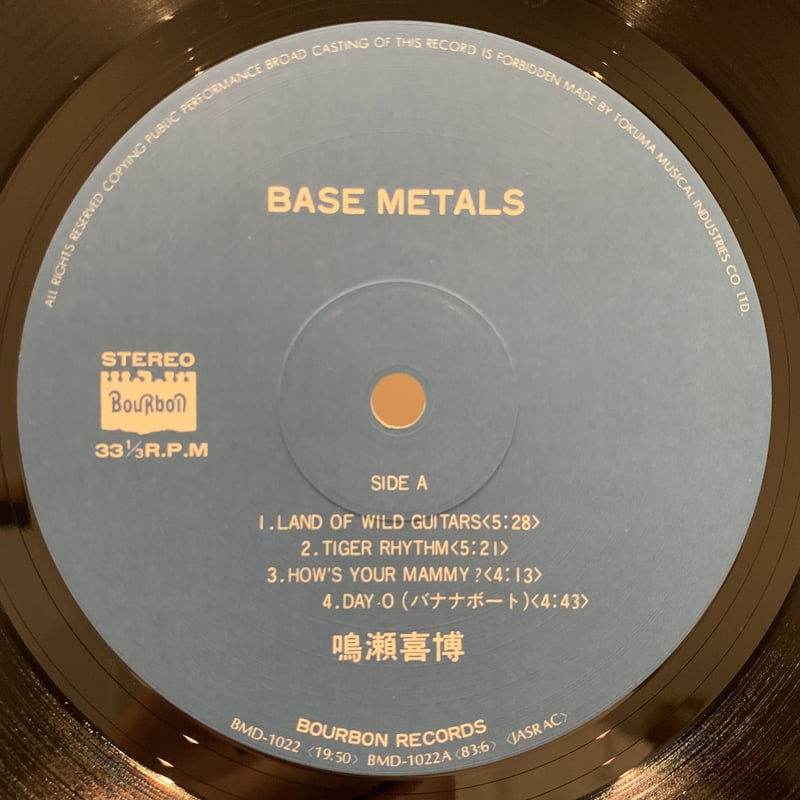 ALL RIGHTS RESERVED COPYING PUBLIC PERFORMANCE BROAD CASTING OF THIS RECORD IS FORBIDDEN MADE BY TOKUMA MUSICAL INDUSTRIES CO. LTD
BASE METALS
STEREO
BouRbon
33⅓R.P.M
SIDE A
1.LAND OF WILD GUITARS<5:28>
2.TIGER RHYTHM<5:21>
3.HOW'S YOUR MAMMY?<4:13>
4.DAY-O (バナナボート)<4:43>
鳴瀬喜博
BOURBON RECORDS
BMD-1022 <19:50> BMD-1022A <83·6> <JASRAC>